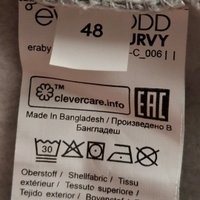 48
URVY
-C_006 | |
clevercare.info
EAC
Made In Bangladesh / Произведено В
Бангладеш
30
Oberstoff / Shellfabric / Tissu
extérieur / Tessuto superiore /
Tejido exterior /